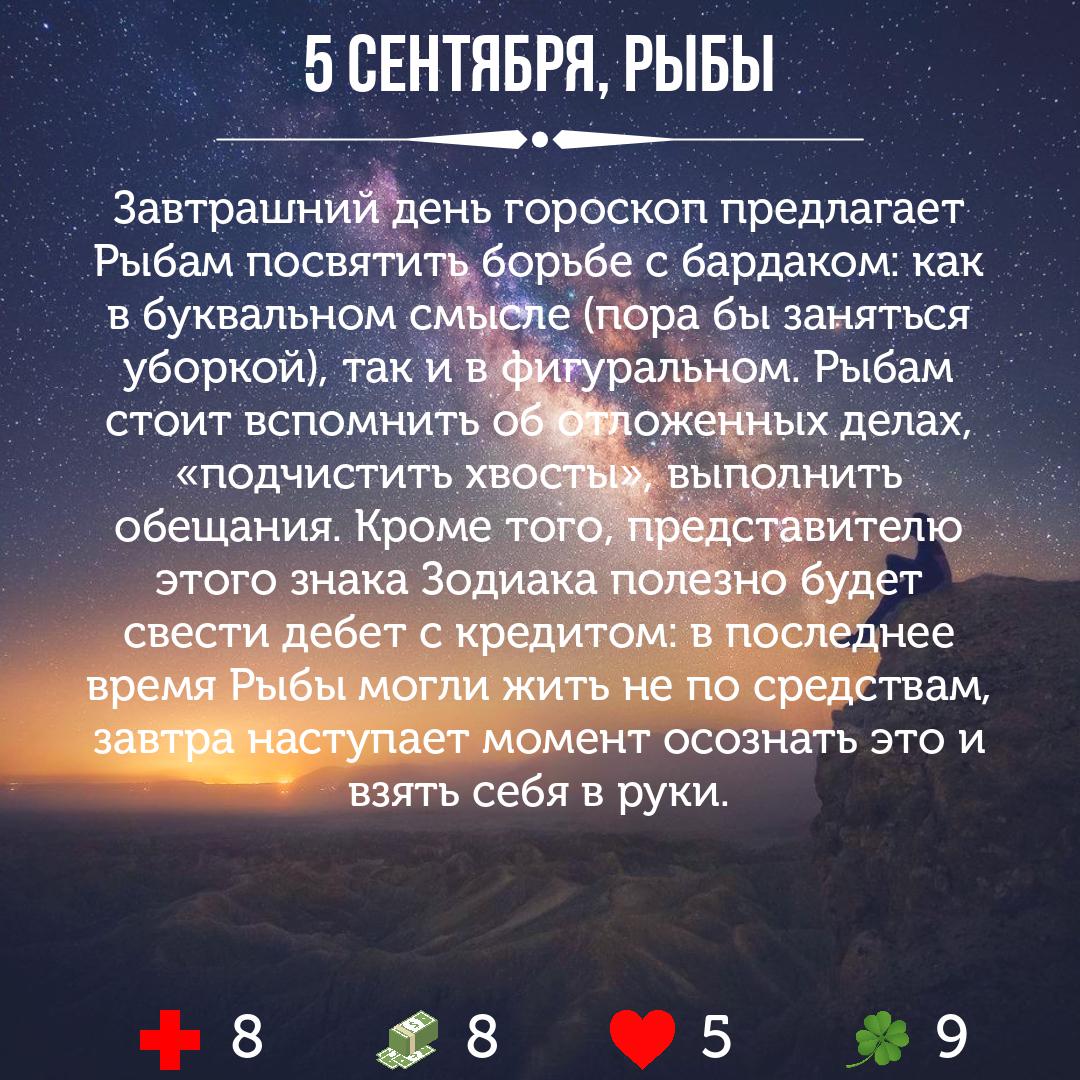 5 СЕНТЯБРЯ, РЫБЫ
Завтрашний день гороскоп предлагает
Рыбам посвятить борьбе с бардаком: как
в буквальном смысле (пора бы заняться
уборкой), так и в фигуральном. Рыбам
стоит вспомнить об отложенных делах,
«подчистить хвосты», выполнить
обещания. Кроме того, представителю
этого знака Зодиака полезно будет
свести дебет с кредитом: в последнее
время Рыбы могли жить не по средствам,
завтра наступает момент осознать это и
взять себя в руки.
8 8 5 9